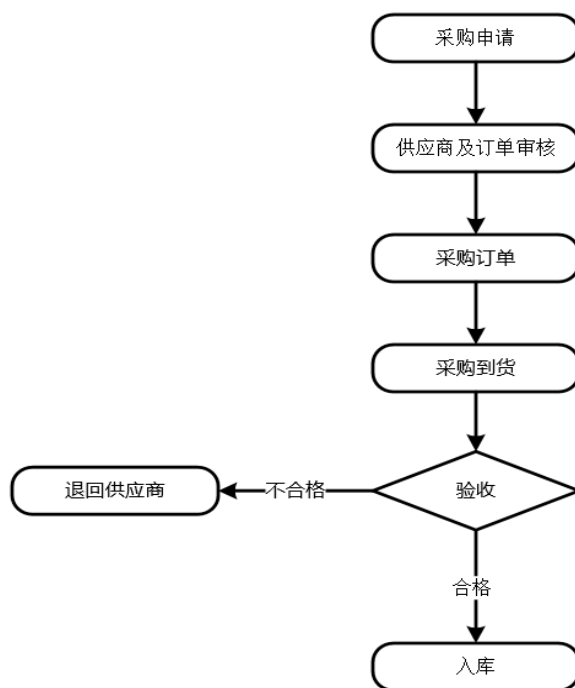 采购申请
供应商及订单审核
采购订单
采购到货
验收
不合格
退回供应商
合格
入库